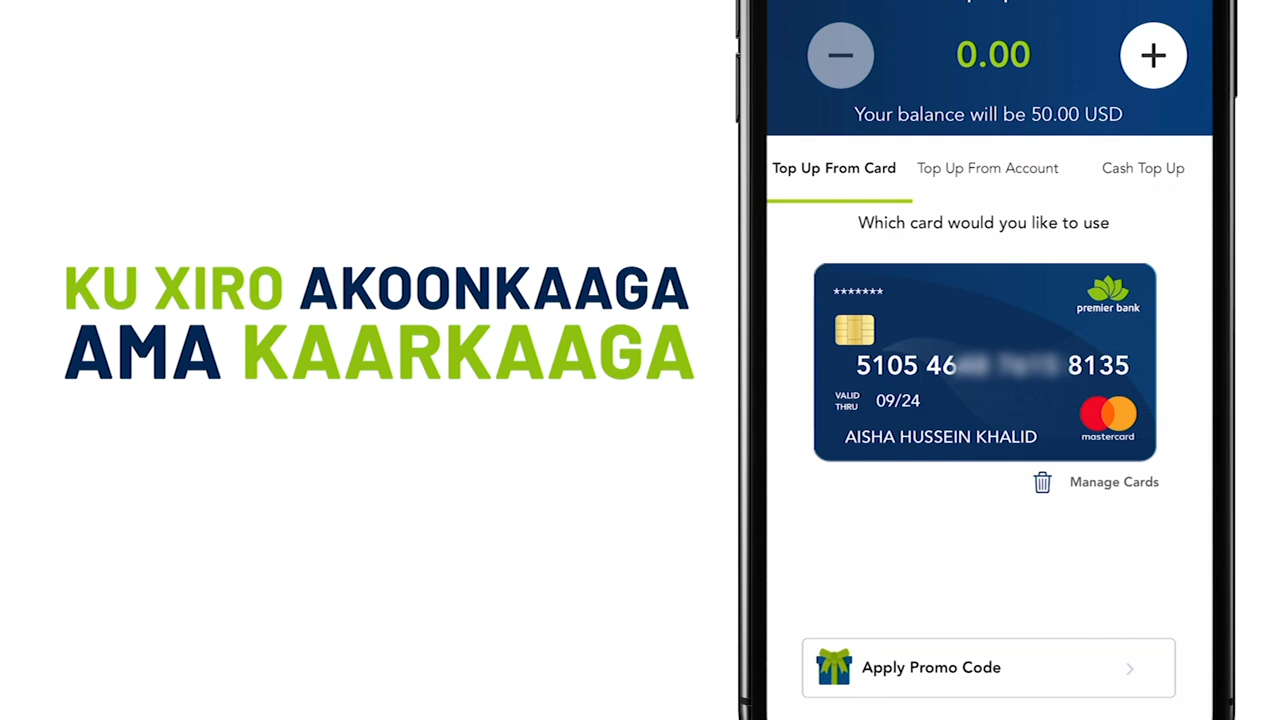 KU XIRO AKOONKAAGA
AMA KAARKAAGA
0.00
Your balance will be 50.00 USD
Top Up From Card
Top Up From Account
Cash Top Up
Which card would you like to use
*******
premier bank
5105 46 8135
VALID THRU 09/24
AISHA HUSSEIN KHALID
mastercard
Manage Cards
Apply Promo Code